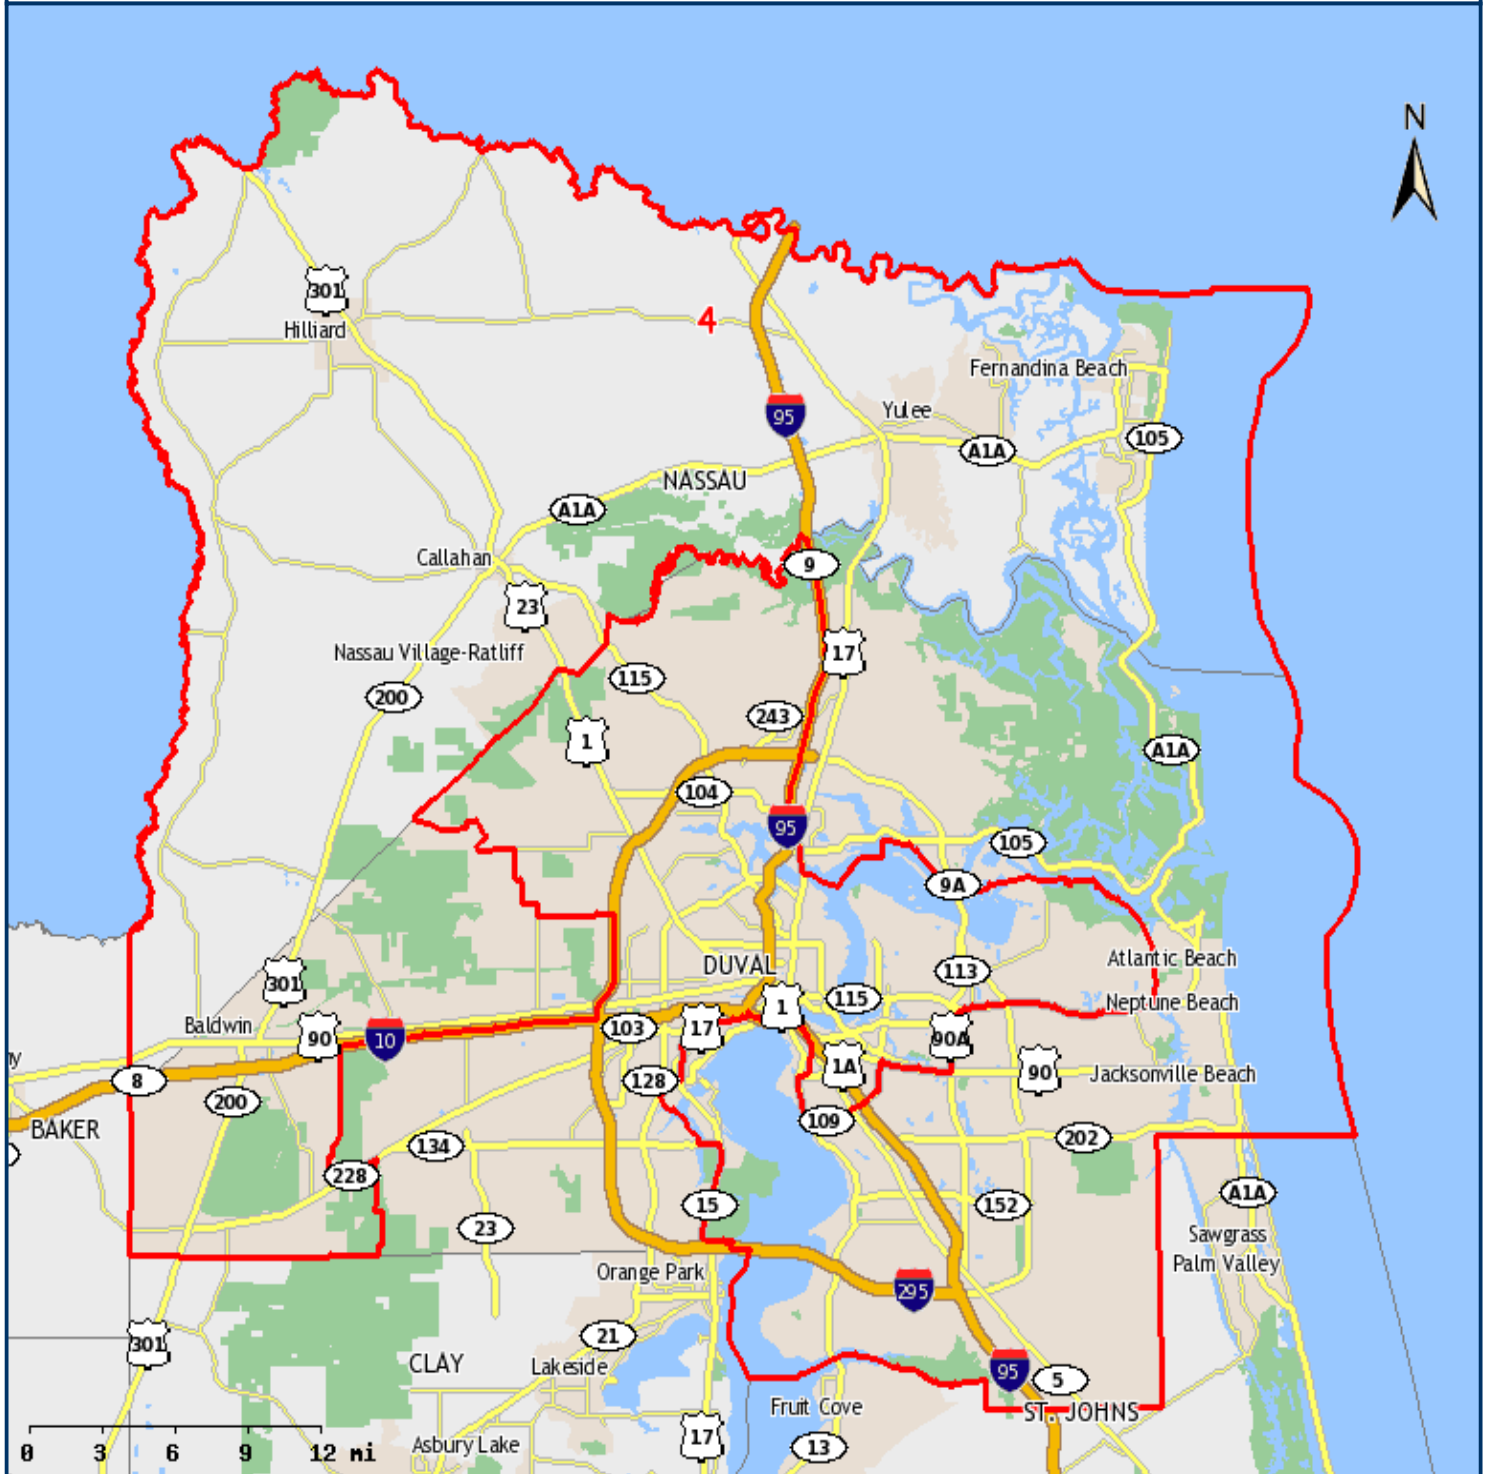 N
301
Hilliard
4
Fernandina Beach
95
Yulee
105
A1A
NASSAU
A1A
Callahan
9
23
Nassau Village-Ratliff
17
115
200
243
1
A1A
104
95
105
9A
DUVAL
Atlantic Beach
113
301
115
Neptune Beach
1
Baldwin
103
17
90
10
90A
1A
90
Jacksonville Beach
8
128
200
109
BAKER
202
134
228
A1A
15
152
23
Sawgrass
Palm Valley
Orange Park
295
21
301
CLAY
Lakeside
95
5
Fruit Cove
ST. JOHNS
17
13
Asbury Lake
0 3 6 9 12 mi